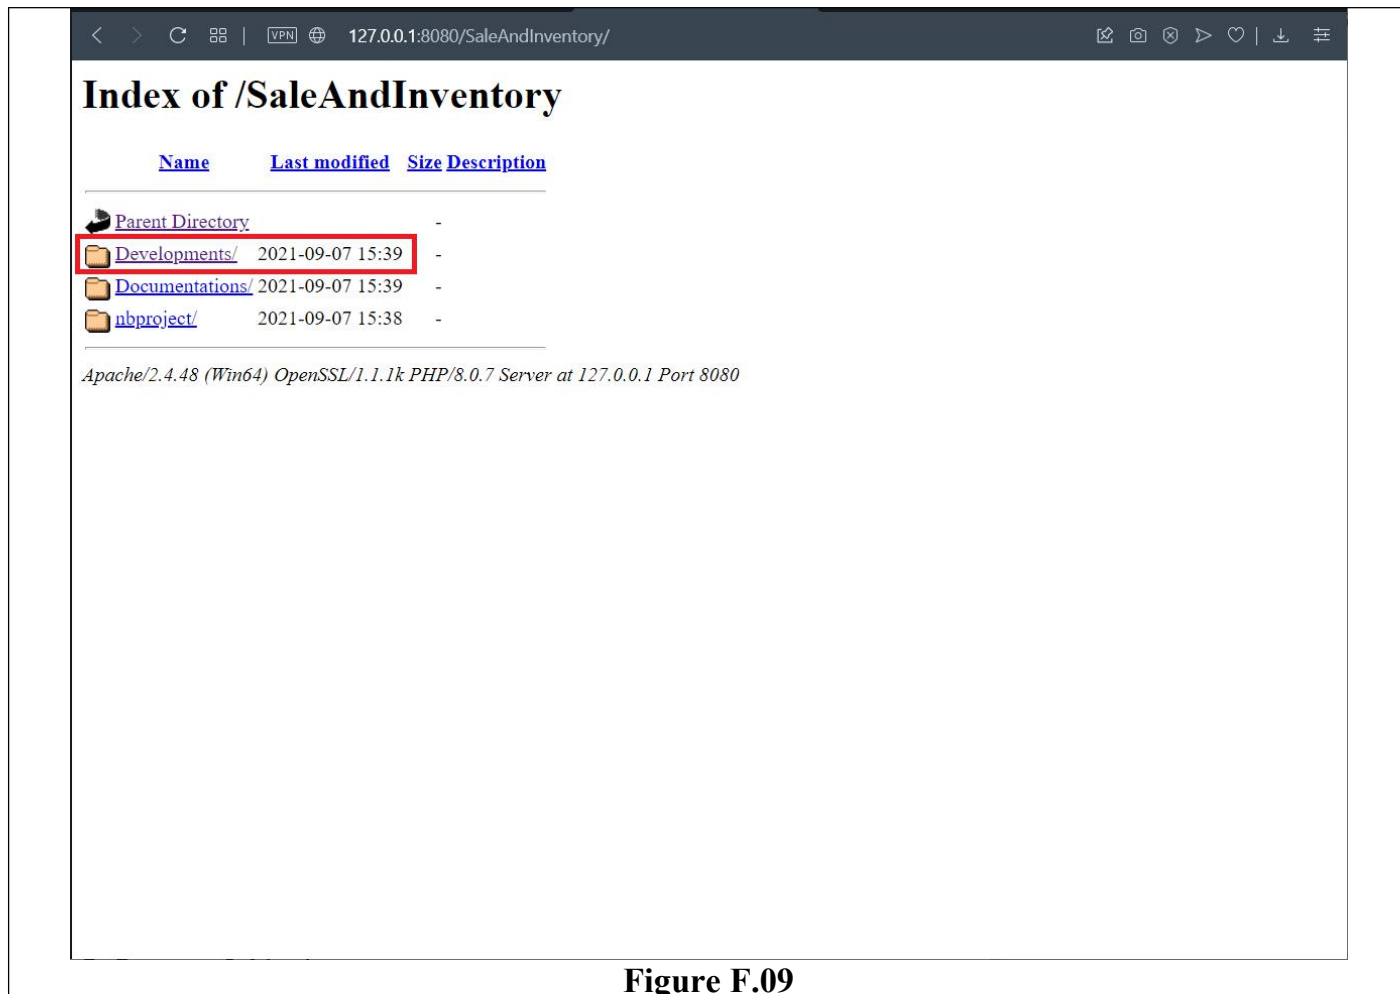 VPN 127.0.0.1:8080/SaleAndInventory/
Index of /SaleAndInventory
Name Last modified Size Description
Parent Directory -
Developments/ 2021-09-07 15:39 -
Documentations/ 2021-09-07 15:39 -
nbproject/ 2021-09-07 15:38 -
Apache/2.4.48 (Win64) OpenSSL/1.1.1k PHP/8.0.7 Server at 127.0.0.1 Port 8080
Figure F.09